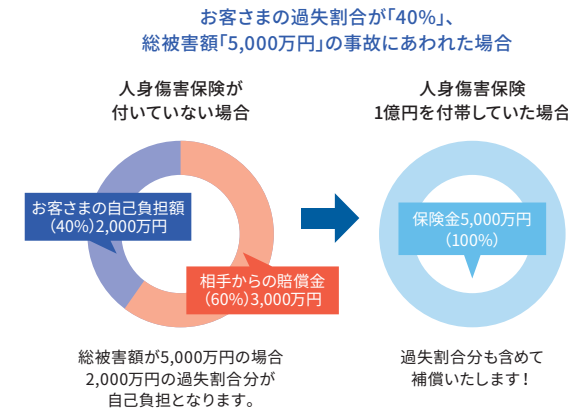 お客さまの過失割合が「40%」、
総被害額「5,000万円」の事故にあわれた場合
人身傷害保険が
付いていない場合
お客さまの自己負担額
(40%)2,000万円
相手からの賠償金
(60%)3,000万円
総被害額が5,000万円の場合
2,000万円の過失割合分が
自己負担となります。
人身傷害保険
1億円を付帯していた場合
保険金5,000万円
(100%)
過失割合分も含めて
補償いたします!